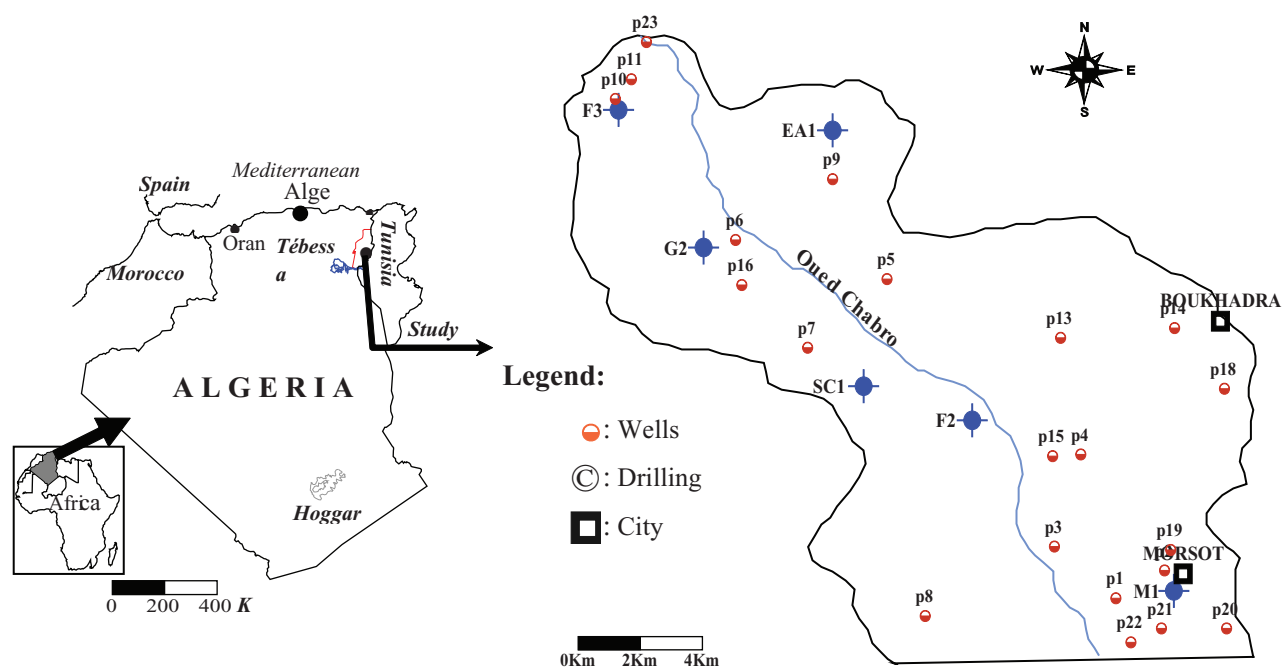 Spain
Mediterranean
Alge
Oran
Tébess
a
Tunisia
Morocco
Study
ALGERIA
Africa
Hoggar
0 200 400 K
Legend:
: Wells
©: Drilling
: City
0Km 2Km 4Km
N
W E
S
p23
p11
p10
F3
EA1
p9
p6
G2
p16
p5
Oued Chabro
BOUKHADRA
p14
p13
p7
p18
SC1
F2
p15 p4
p3
p19
MORSOT
p1
M1
p8
p21
p20
p22